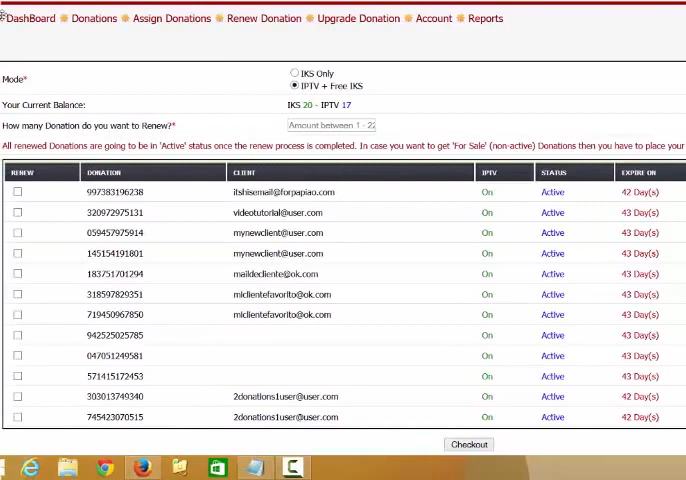 DashBoard Donations Assign Donations Renew Donation Upgrade Donation Account Reports
Mode* IKS Only
IPTV + Free IKS
Your Current Balance: IKS 20 - IPTV 17
How many Donation do you want to Renew?* Amount between 1 - 22
All renewed Donations are going to be in 'Active' status once the renew process is completed. In case you want to get 'For Sale' (non-active) Donations then you have to place your
RENEW DONATION CLIENT IPTV STATUS EXPIRE ON
997383196238 itshisemail@forpapiao.com On Active 42 Day(s)
320972975131 videotutorial@user.com On Active 42 Day(s)
059457975914 mynewclient@user.com On Active 43 Day(s)
145154191801 mynewclient@user.com On Active 43 Day(s)
183751701294 maildecliente@ok.com On Active 43 Day(s)
318597829351 miclientefavorito@ok.com On Active 43 Day(s)
719450967850 miclientefavorito@ok.com On Active 43 Day(s)
942525025785 On Active 43 Day(s)
047051249581 On Active 43 Day(s)
571415172453 On Active 43 Day(s)
303013749340 2donations1user@user.com On Active 42 Day(s)
745423070515 2donations1user@user.com On Active 42 Day(s)
Checkout